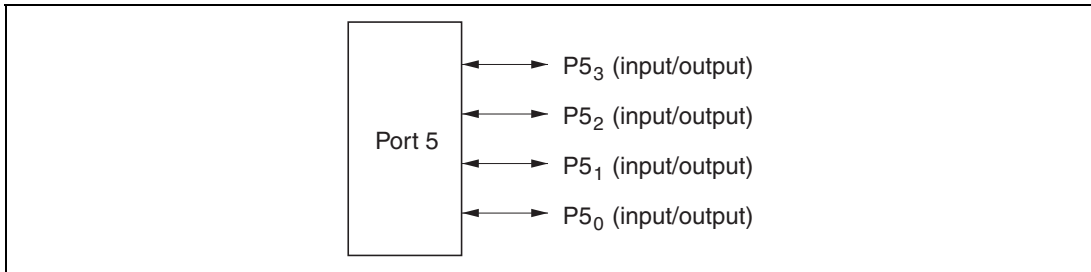 P5₃ (input/output)
P5₂ (input/output)
Port 5
P5₁ (input/output)
P5₀ (input/output)